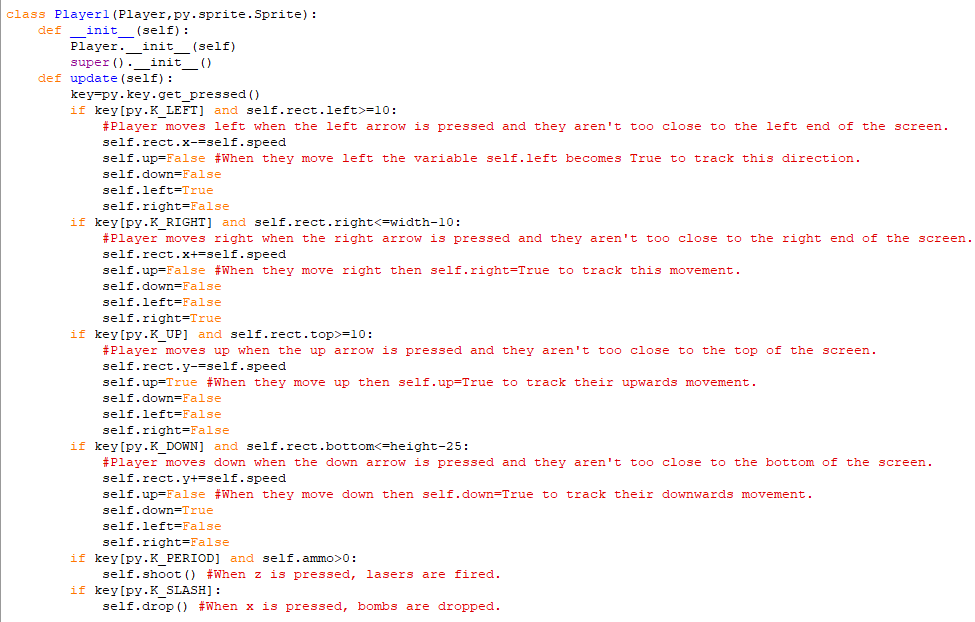 class Player1(Player,py.sprite.Sprite):
    def __init__(self):
        Player.__init__(self)
        super().__init__()
    def update(self):
        key=py.key.get_pressed()
        if key[py.K_LEFT] and self.rect.left>=10:
            #Player moves left when the left arrow is pressed and they aren't too close to the left end of the screen.
            self.rect.x-=self.speed
            self.up=False #When they move left the variable self.left becomes True to track this direction.
            self.down=False
            self.left=True
            self.right=False
        if key[py.K_RIGHT] and self.rect.right<=width-10:
            #Player moves right when the right arrow is pressed and they aren't too close to the right end of the screen.
            self.rect.x+=self.speed
            self.up=False #When they move right then self.right=True to track this movement.
            self.down=False
            self.left=False
            self.right=True
        if key[py.K_UP] and self.rect.top>=10:
            #Player moves up when the up arrow is pressed and they aren't too close to the top of the screen.
            self.rect.y-=self.speed
            self.up=True #When they move up then self.up=True to track their upwards movement.
            self.down=False
            self.left=False
            self.right=False
        if key[py.K_DOWN] and self.rect.bottom<=height-25:
            #Player moves down when the down arrow is pressed and they aren't too close to the bottom of the screen.
            self.rect.y+=self.speed
            self.up=False #When they move down then self.down=True to track their downwards movement.
            self.down=True
            self.left=False
            self.right=False
        if key[py.K_PERIOD] and self.ammo>0:
            self.shoot() #When z is pressed, lasers are fired.
        if key[py.K_SLASH]:
            self.drop() #When x is pressed, bombs are dropped.